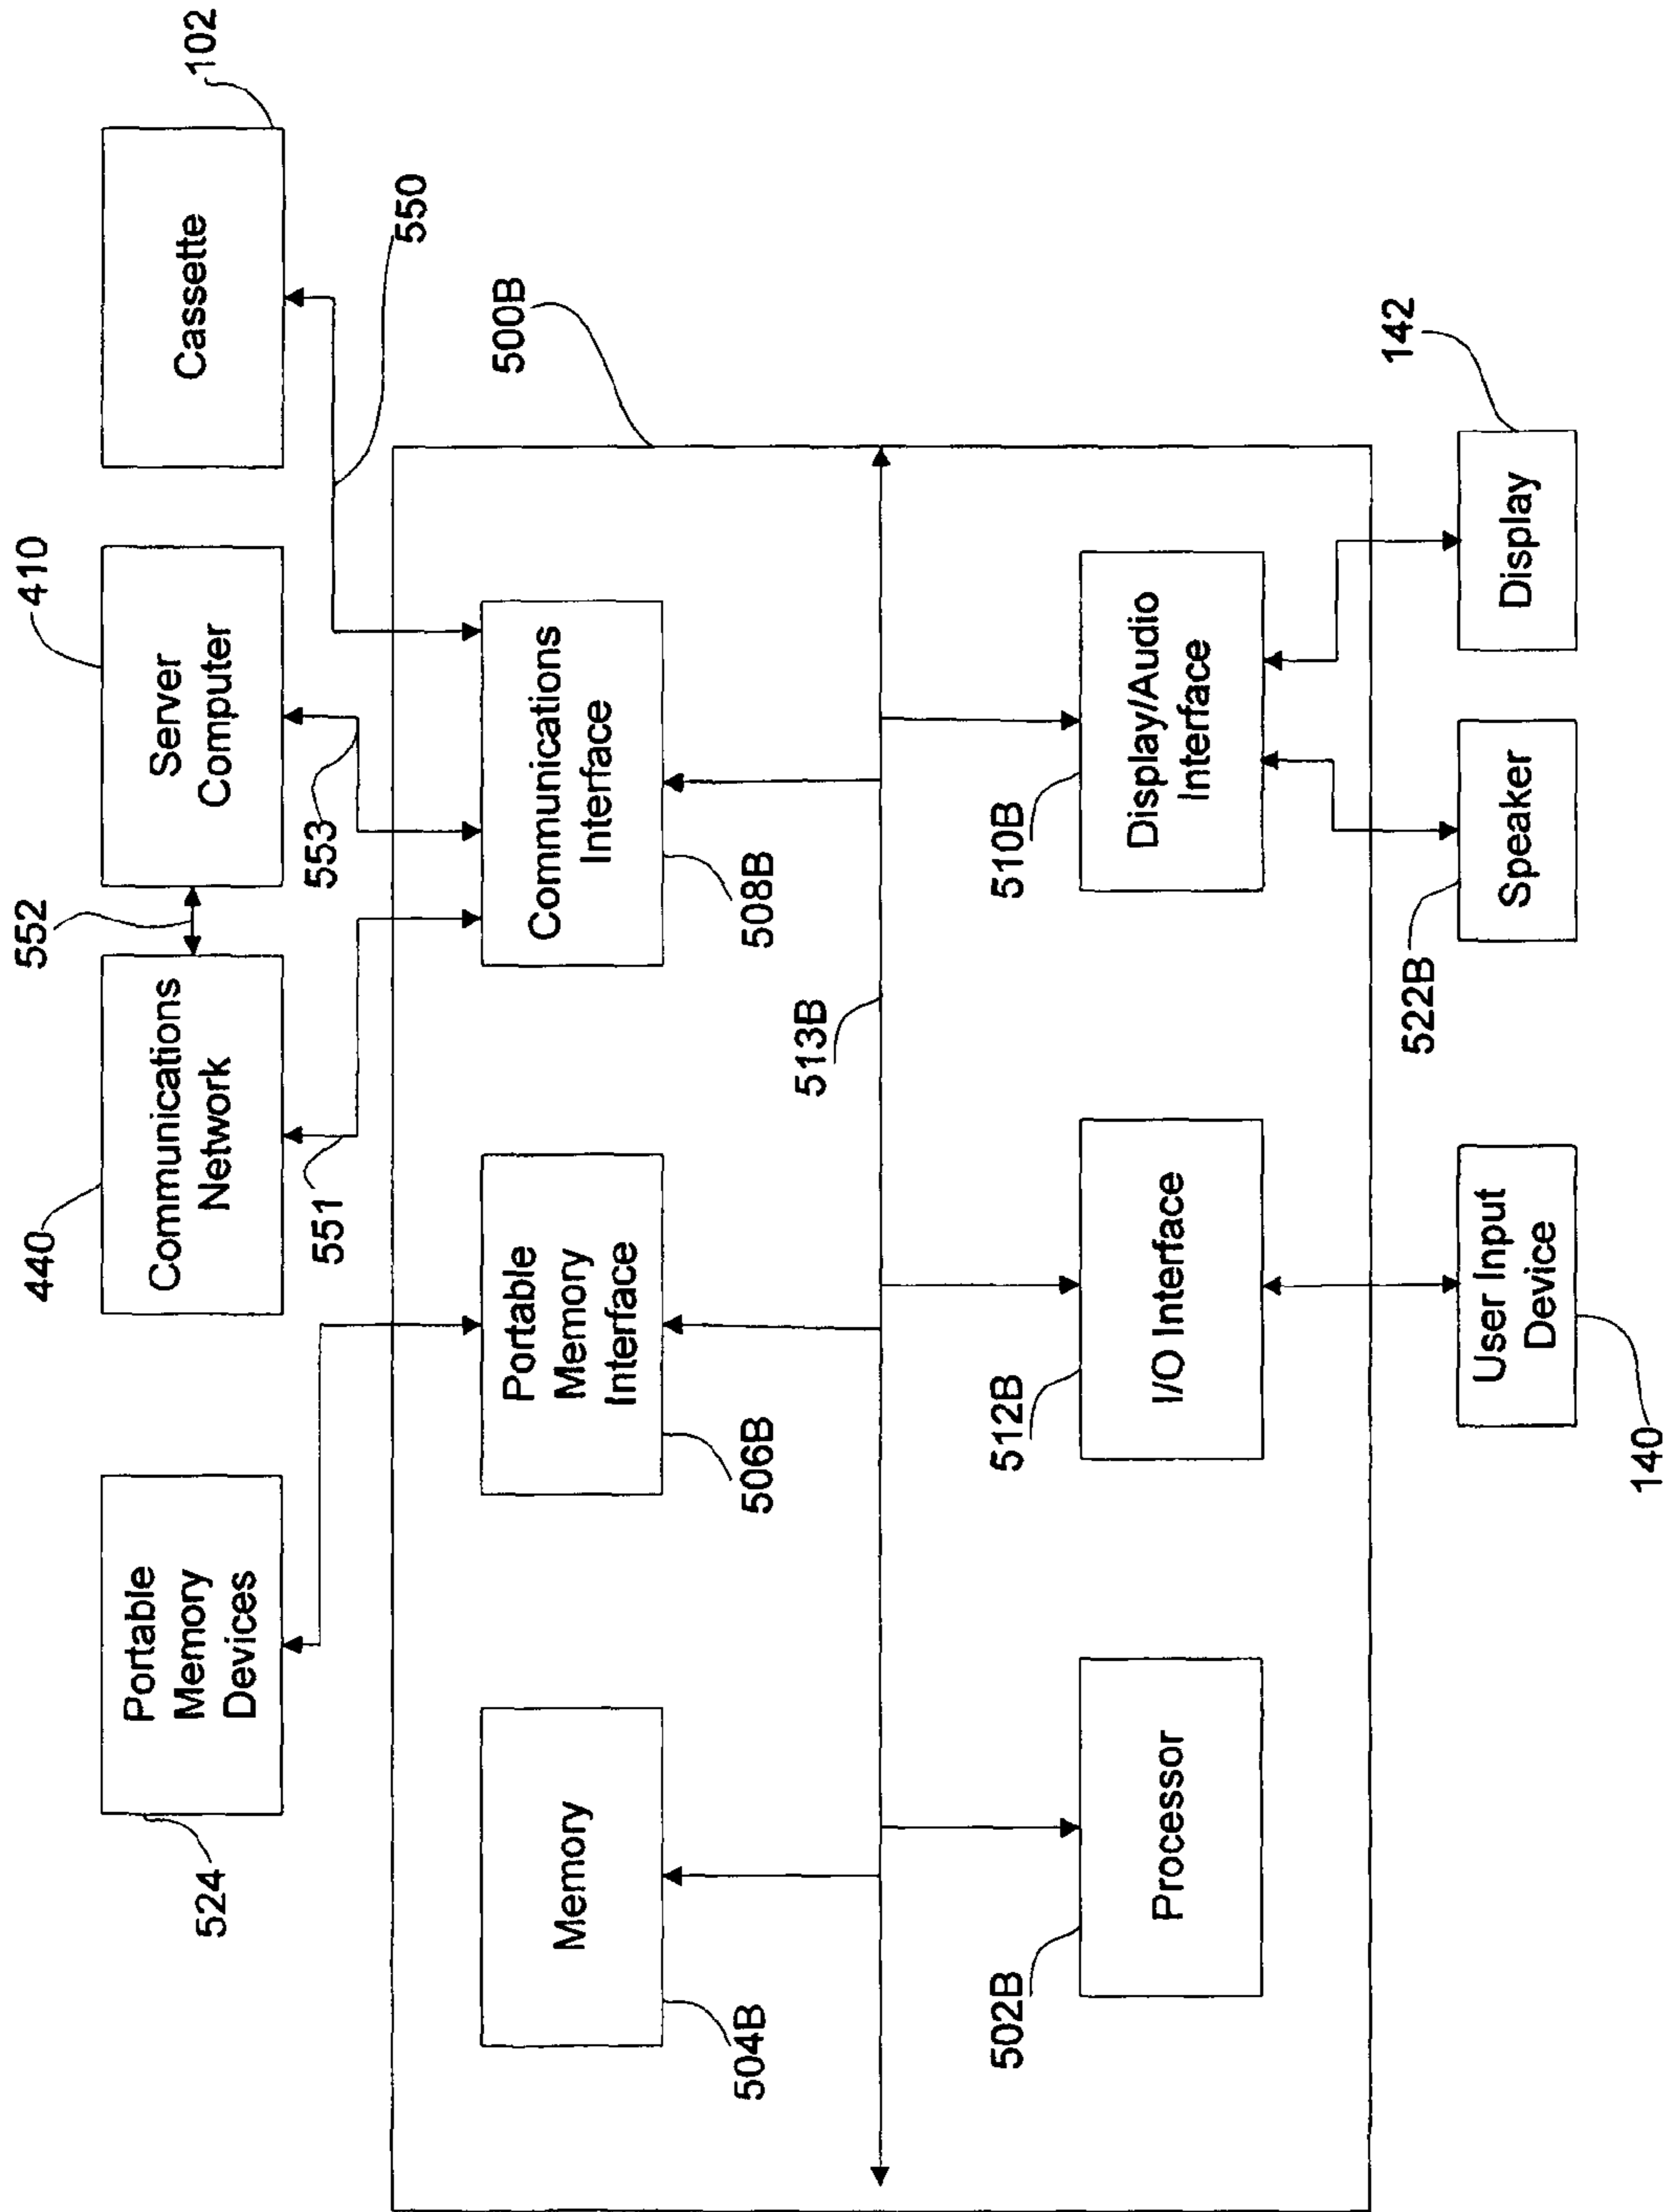 524
Portable
Memory
Devices
440
Communications
Network
552
Server
Computer
410
Cassette
102
551
553
550
500B
Memory
504B
Portable
Memory
Interface
506B
Communications
Interface
508B
513B
502B
Processor
512B
I/O Interface
510B
Display/Audio
Interface
140
User Input
Device
522B
Speaker
Display
142